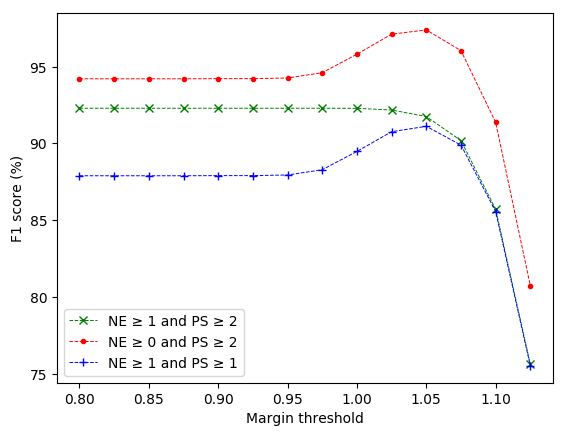 F1 score (%)
95
90
85
80
75
NE ≥ 1 and PS ≥ 2
NE ≥ 0 and PS ≥ 2
NE ≥ 1 and PS ≥ 1
0.80 0.85 0.90 0.95 1.00 1.05 1.10
Margin threshold